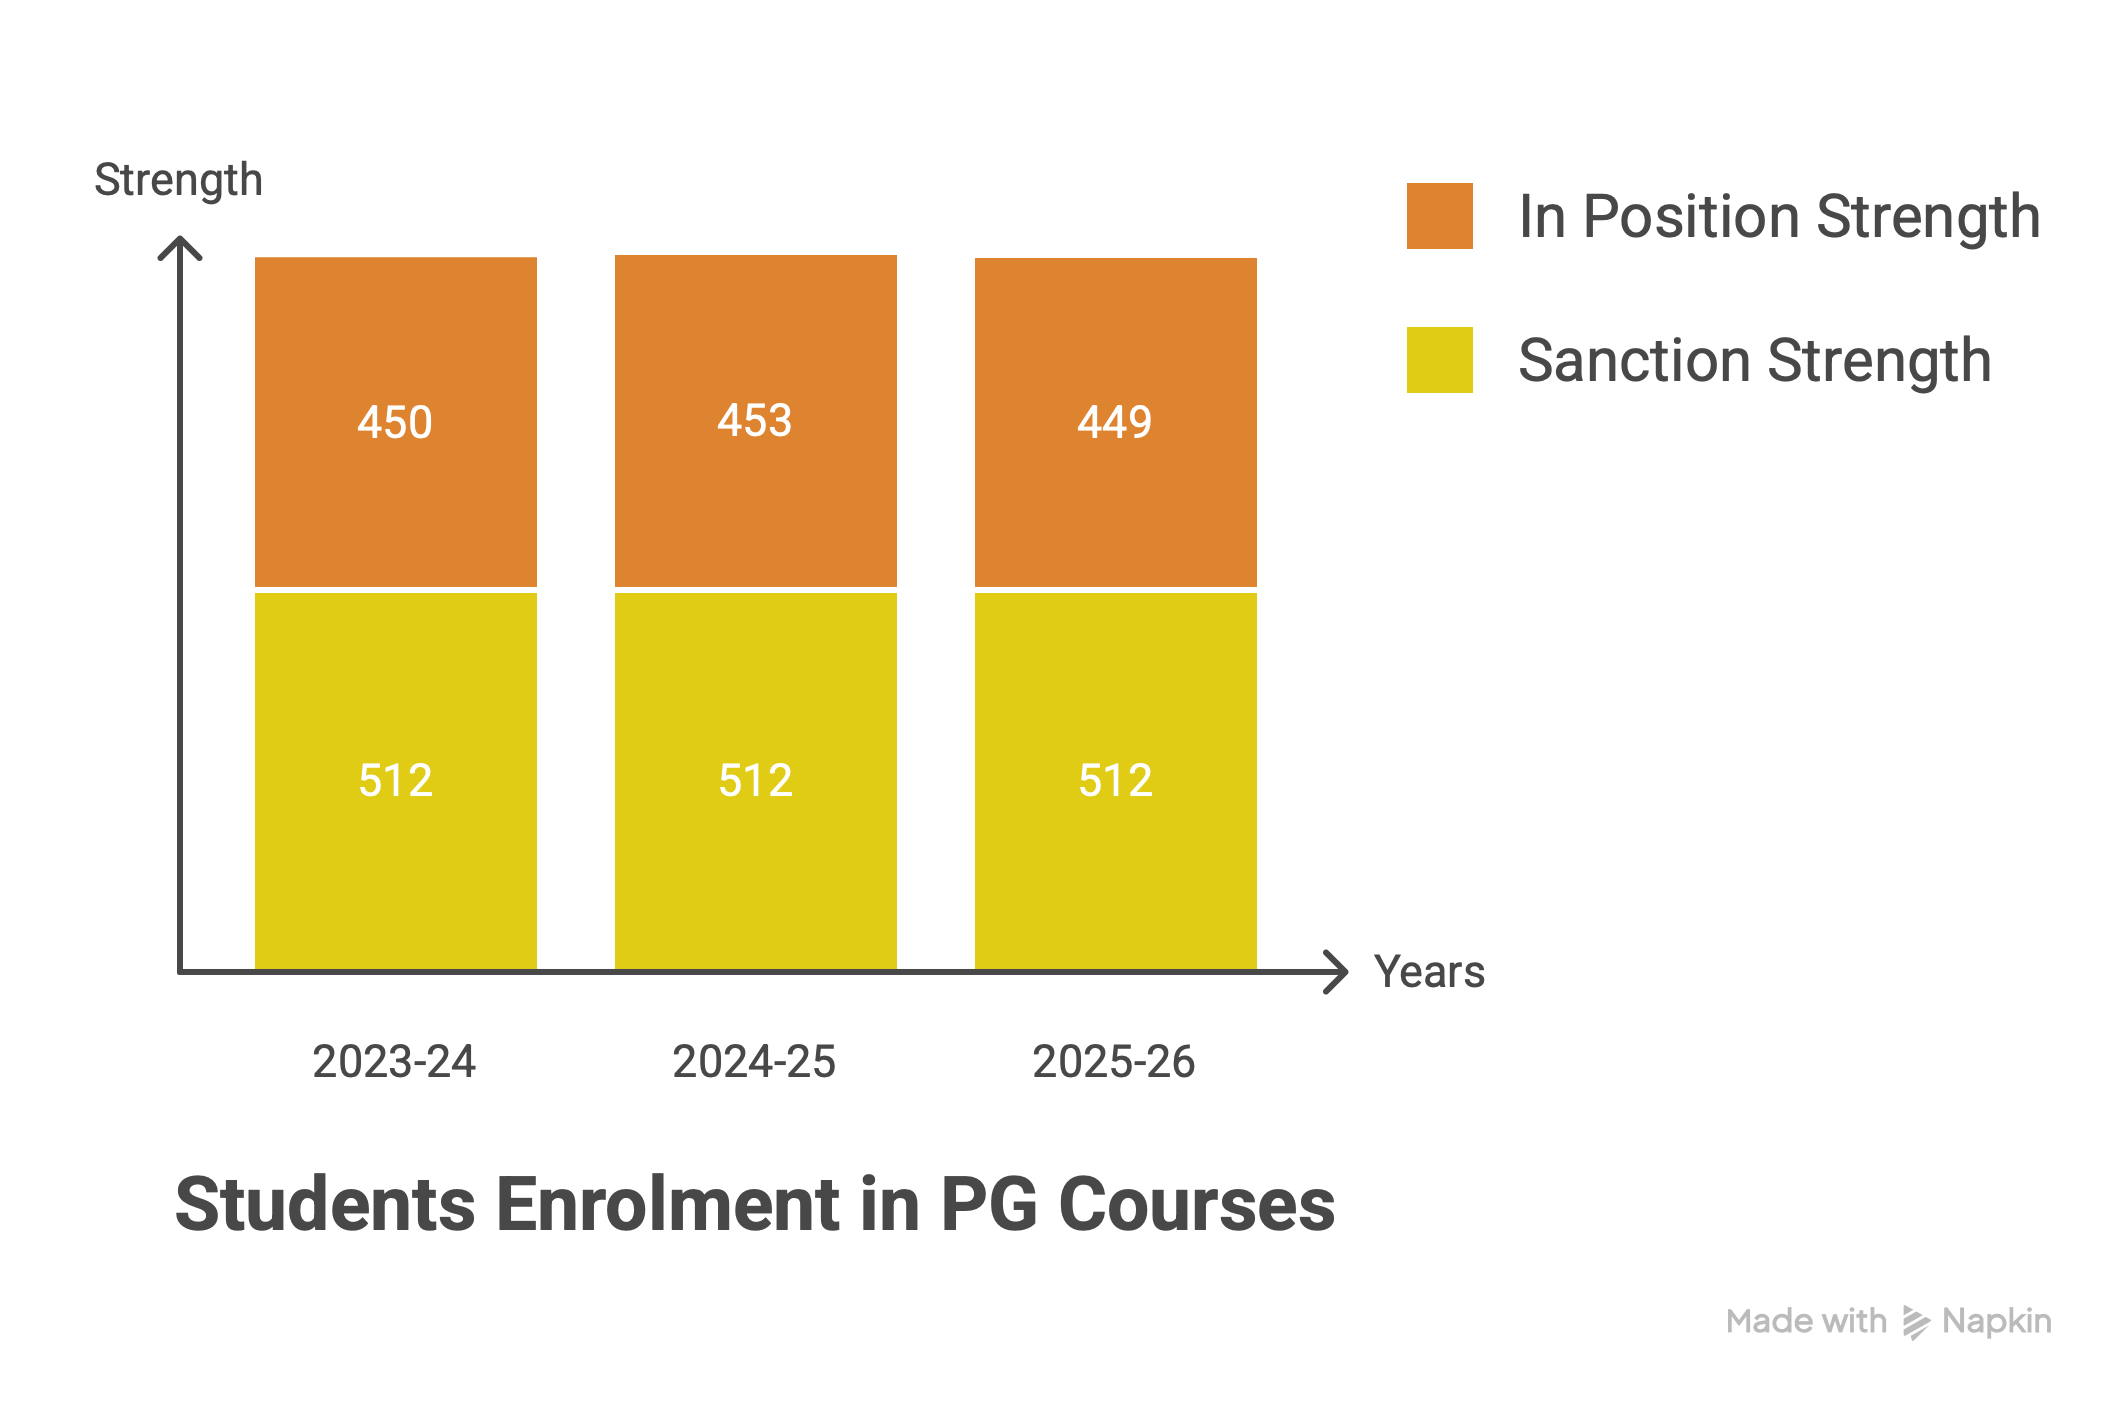 Strength
In Position Strength
Sanction Strength
450
453
449
512
512
512
Years
2023-24
2024-25
2025-26
Students Enrolment in PG Courses
Made with Napkin